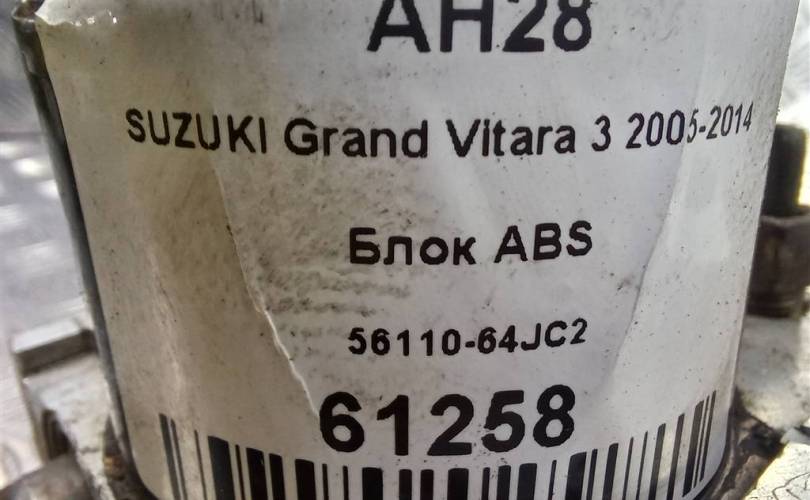 AH28
SUZUKI Grand Vitara 3 2005-2014
Блок ABS
56110-64JC2
61258